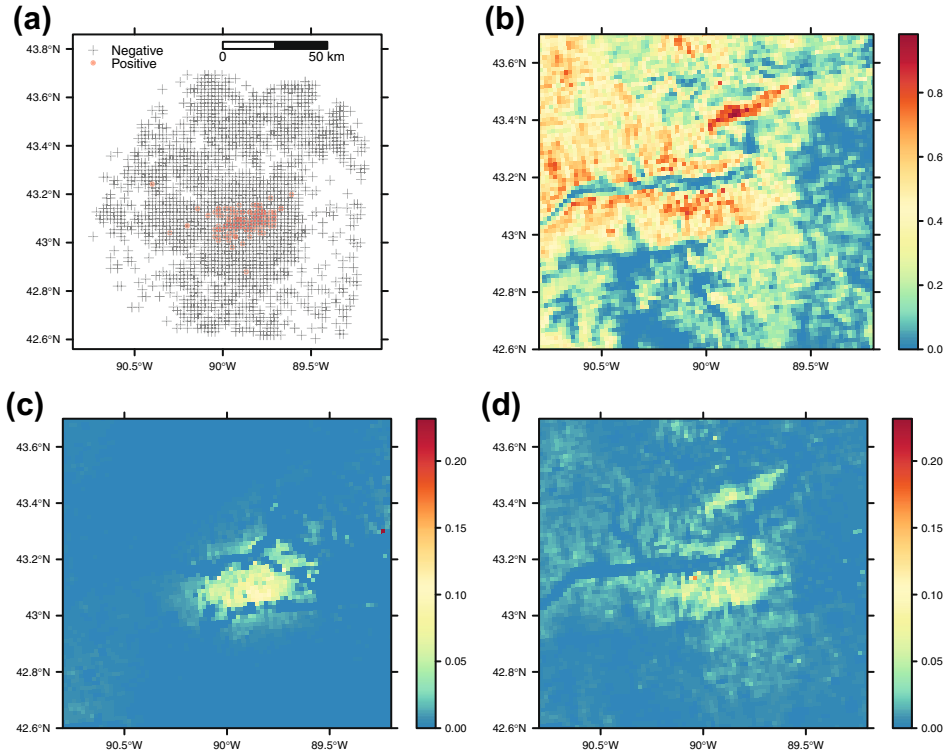 (a)
Negative
Positive
0 50 km
43.8°N
43.6°N
43.4°N
43.2°N
43°N
42.8°N
42.6°N
90.5°W 90°W 89.5°W
(b)
43.6°N
43.4°N
43.2°N
43°N
42.8°N
42.6°N
90.5°W 90°W 89.5°W
0.8
0.6
0.4
0.2
0.0
(c)
43.6°N
43.4°N
43.2°N
43°N
42.8°N
42.6°N
90.5°W 90°W 89.5°W
0.20
0.15
0.10
0.05
0.00
(d)
43.6°N
43.4°N
43.2°N
43°N
42.8°N
42.6°N
90.5°W 90°W 89.5°W
0.20
0.15
0.10
0.05
0.00